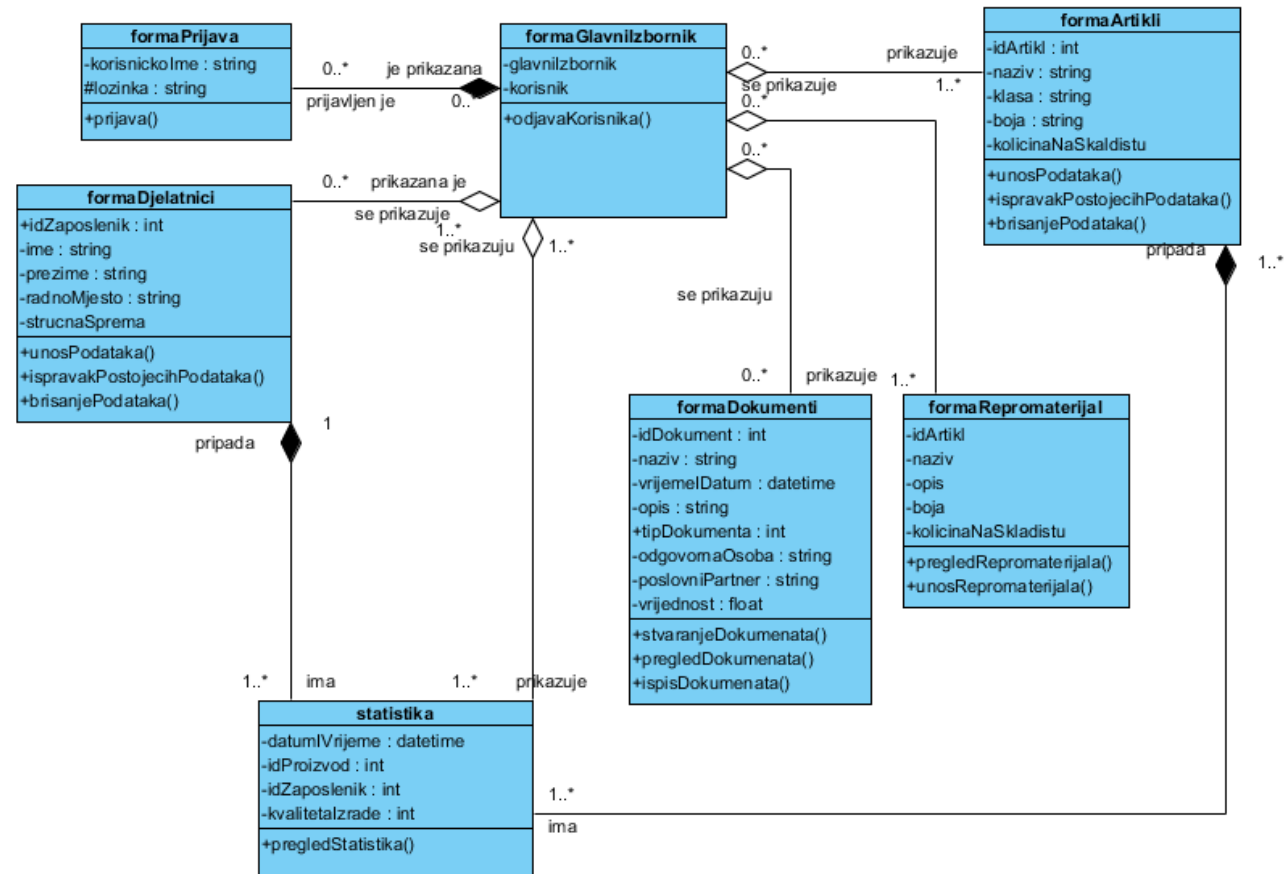 formaPrijava
-korisnickoIme : string
#lozinka : string
+prijava()
0..* je prikazana
prijavljen je 0..
formaGlavniIzbornik
-glavniIzbornik
-korisnik
+odjavaKorisnika()
0..* prikazuje
se prikazuje 1..*
0..*
0..*
formaArtikli
-idArtikl : int
-naziv : string
-klasa : string
-boja : string
-kolicinaNaSkaldistu
+unosPodataka()
+ispravakPostojecihPodataka()
+brisanjePodataka()
pripada 1..*
formaDjelatnici
+idZaposlenik : int
-ime : string
-prezime : string
-radnoMjesto : string
-strucnaSprema
+unosPodataka()
+ispravakPostojecihPodataka()
+brisanjePodataka()
0..* prikazana je
se prikazuje 1..*
se prikazuju 1..*
pripada 1
se prikazuju
0..* prikazuje 1..*
formaDokumenti
-idDokument : int
-naziv : string
-vrijemeIDatum : datetime
-opis : string
+tipDokumenta : int
-odgovornaOsoba : string
-poslovniPartner : string
-vrijednost : float
+stvaranjeDokumenata()
+pregledDokumenata()
+ispisDokumenata()
formaRepromaterijal
-idArtikl
-naziv
-opis
-boja
-kolicinaNaSkladistu
+pregledRepromaterijala()
+unosRepromaterijala()
1..* ima 1..* prikazuje
statistika
-datumIVrijeme : datetime
-idProizvod : int
-idZaposlenik : int
-kvalitetaIzrade : int
+pregledStatistika()
1..*
ima